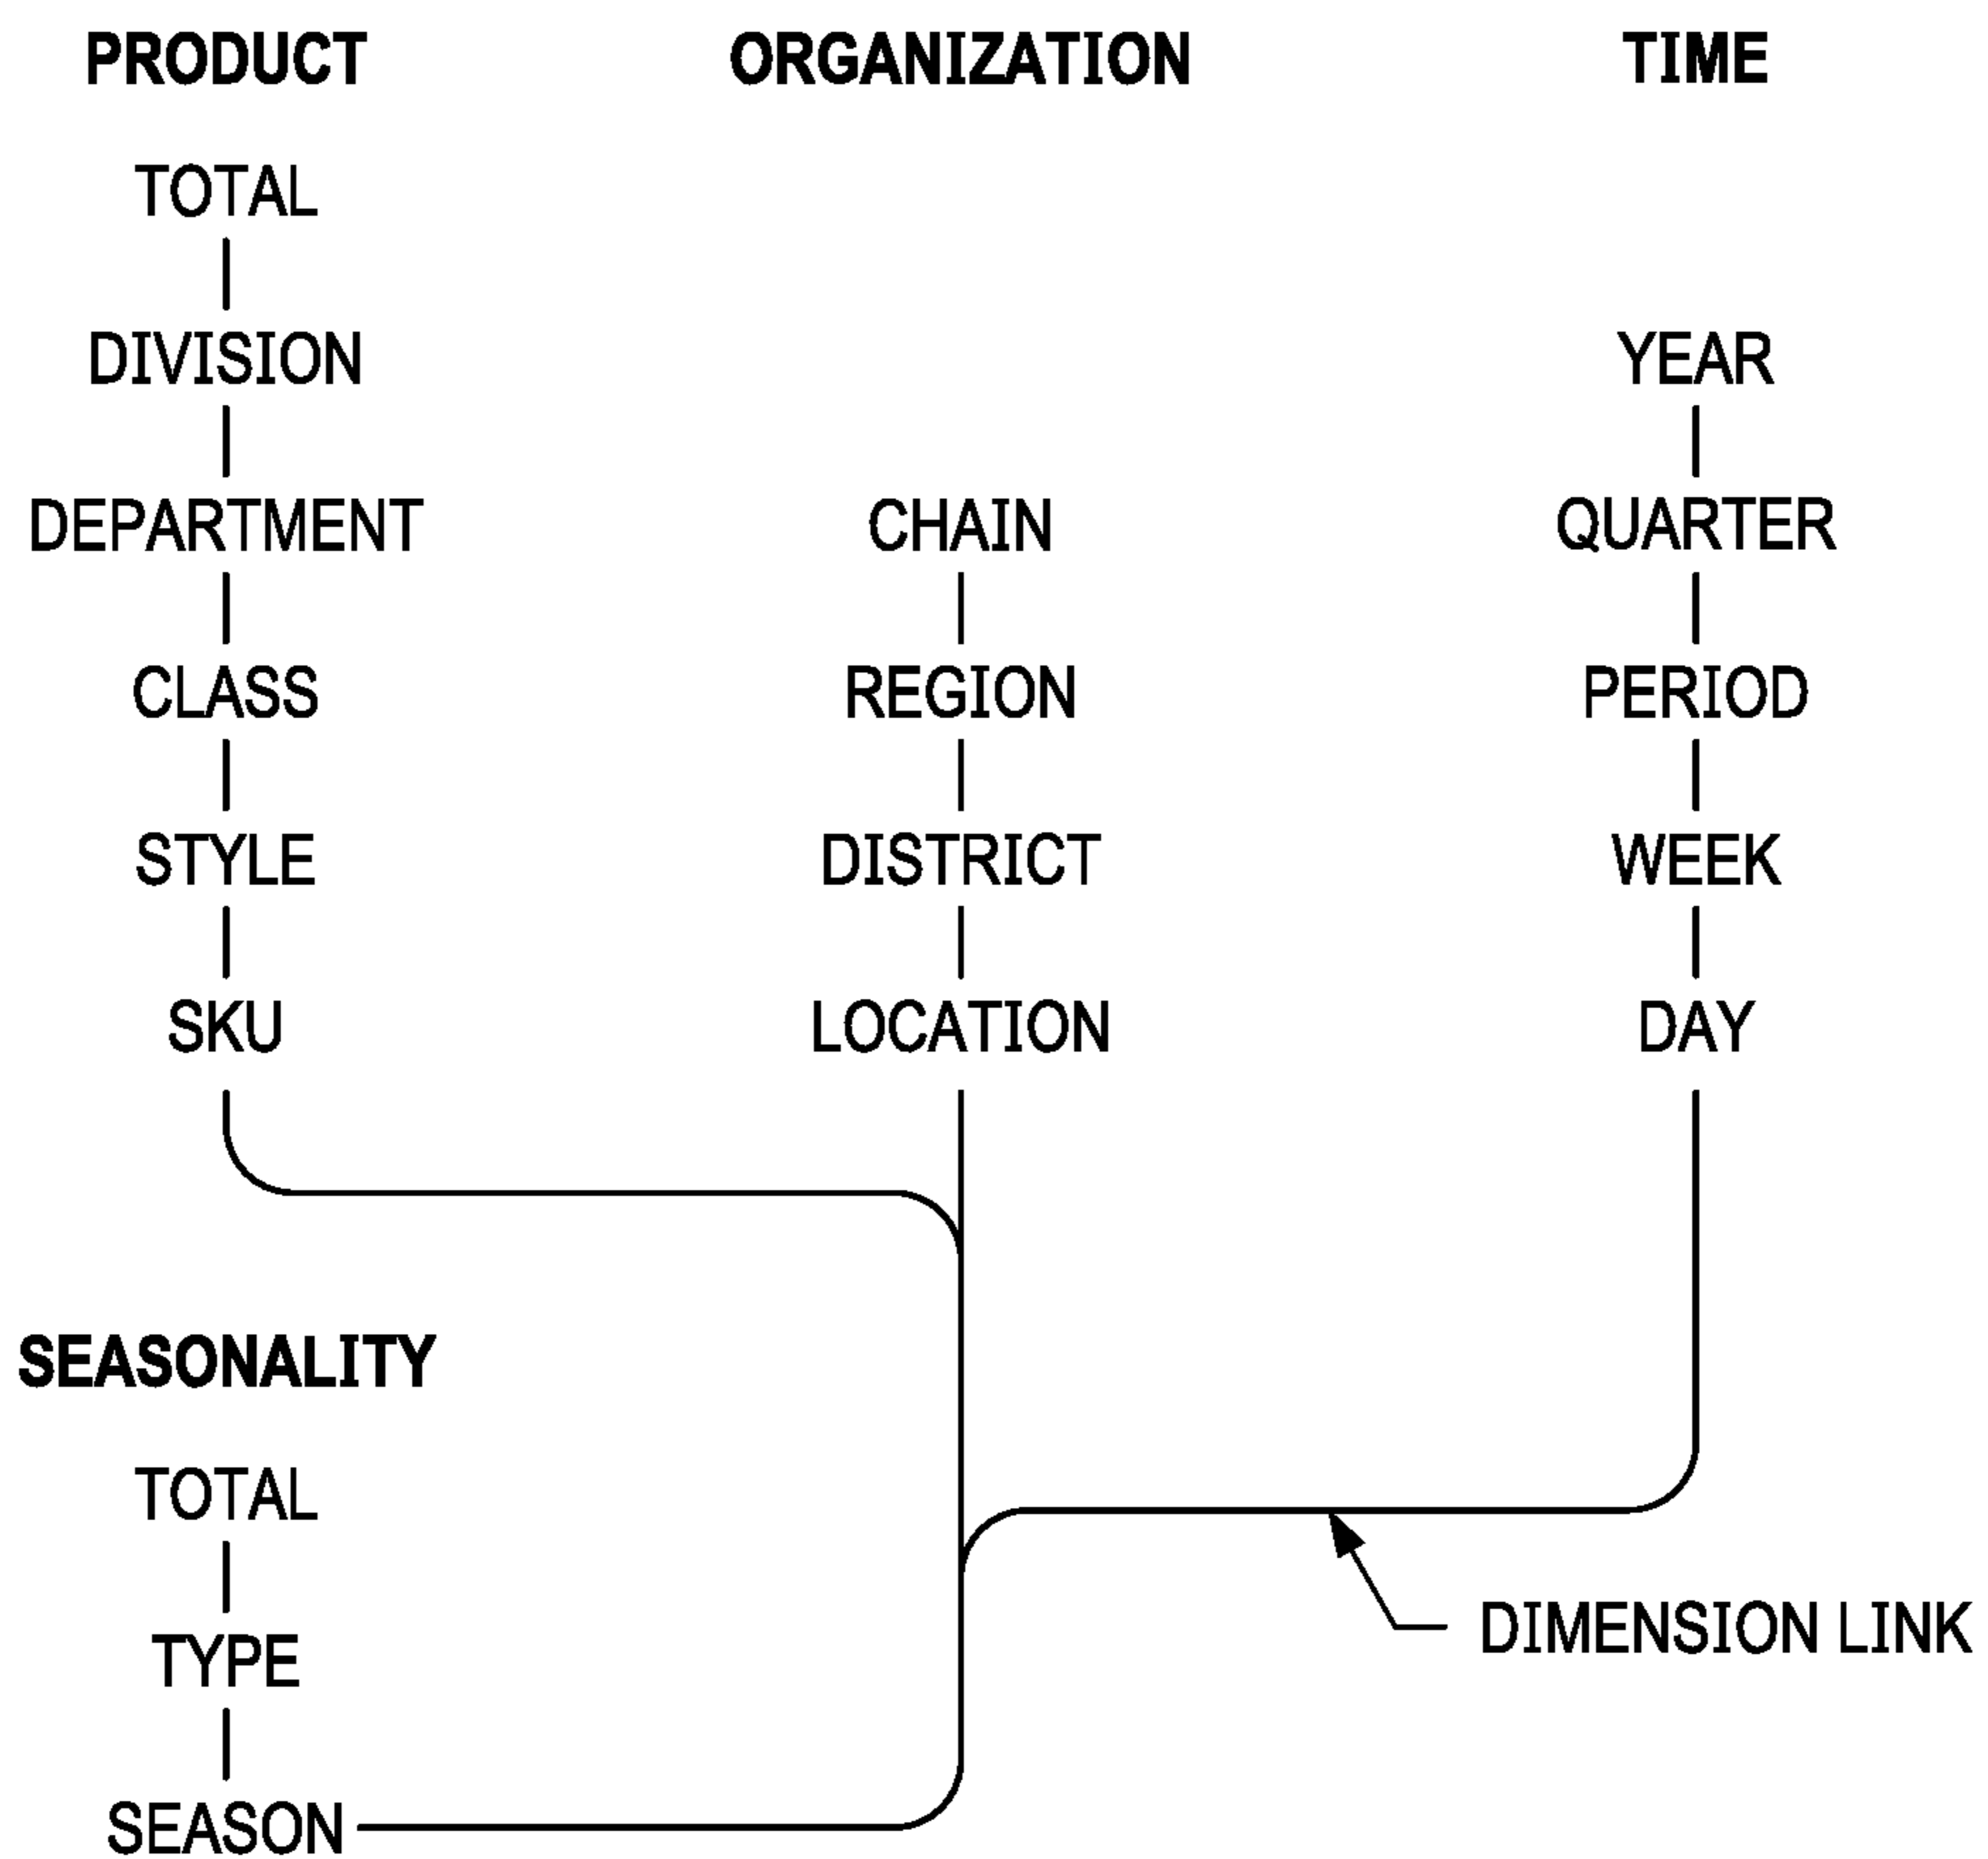 PRODUCT
TOTAL
DIVISION
DEPARTMENT
CLASS
STYLE
SKU
ORGANIZATION
CHAIN
REGION
DISTRICT
LOCATION
TIME
YEAR
QUARTER
PERIOD
WEEK
DAY
SEASONALITY
TOTAL
TYPE
SEASON
DIMENSION LINK